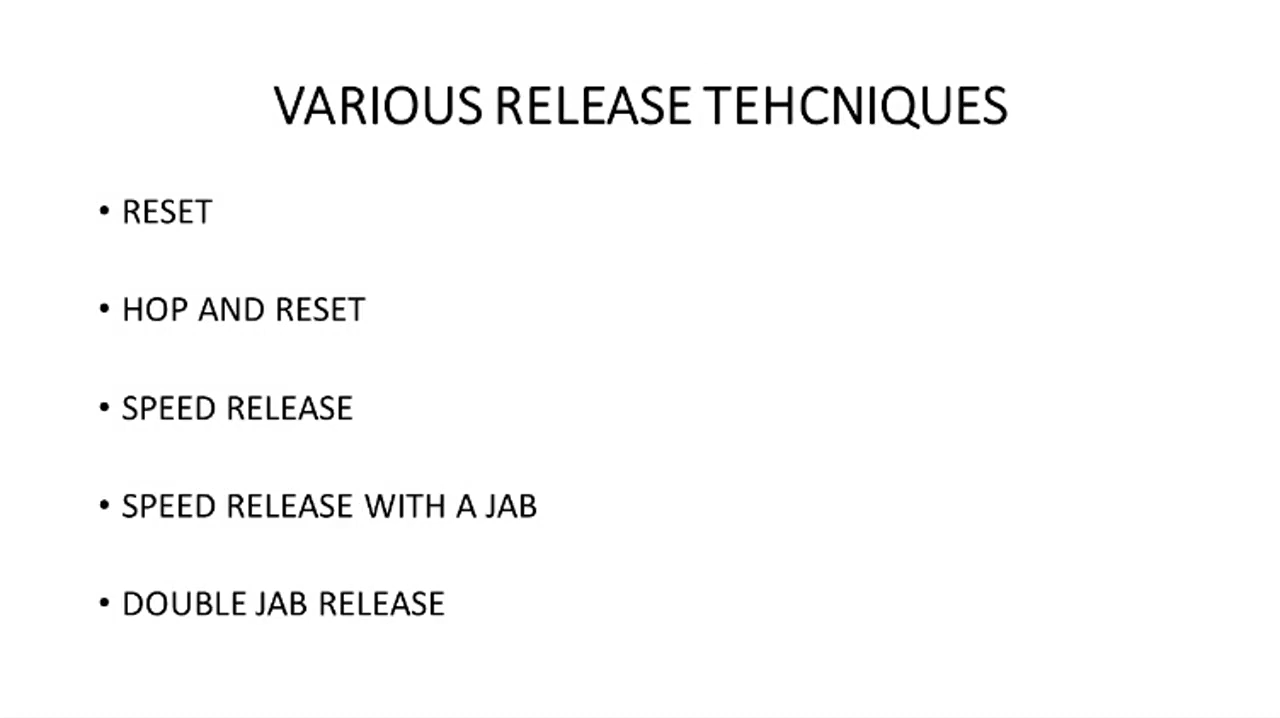 VARIOUS RELEASE TEHCNIQUES
• RESET
• HOP AND RESET
• SPEED RELEASE
• SPEED RELEASE WITH A JAB
• DOUBLE JAB RELEASE